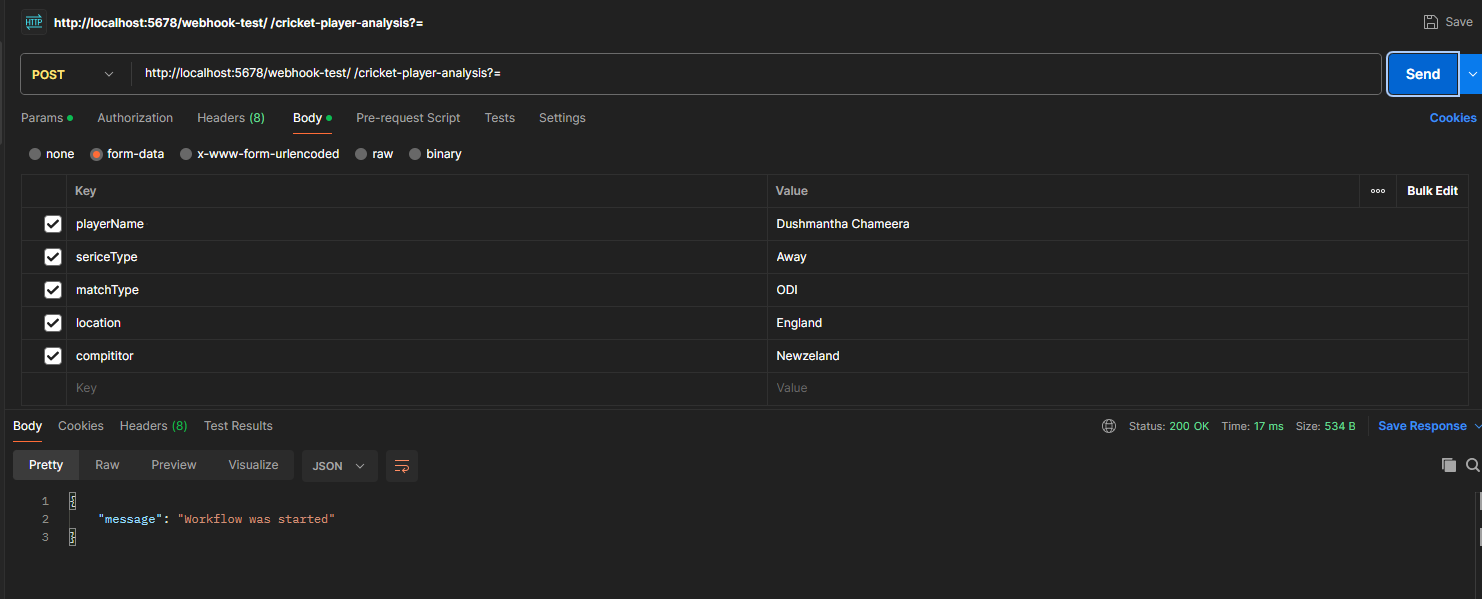 HTTP http://localhost:5678/webhook-test/ /cricket-player-analysis?= Save
POST http://localhost:5678/webhook-test/ /cricket-player-analysis?= Send
Params Authorization Headers (8) Body Pre-request Script Tests Settings Cookies
none form-data x-www-form-urlencoded raw binary
Key Value Bulk Edit
playerName Dushmantha Chameera
sericeType Away
matchType ODI
location England
compititor Newzeland
Key Value
Body Cookies Headers (8) Test Results Status: 200 OK Time: 17 ms Size: 534 B Save Response
Pretty Raw Preview Visualize JSON
1 {
2 "message": "Workflow was started"
3 }